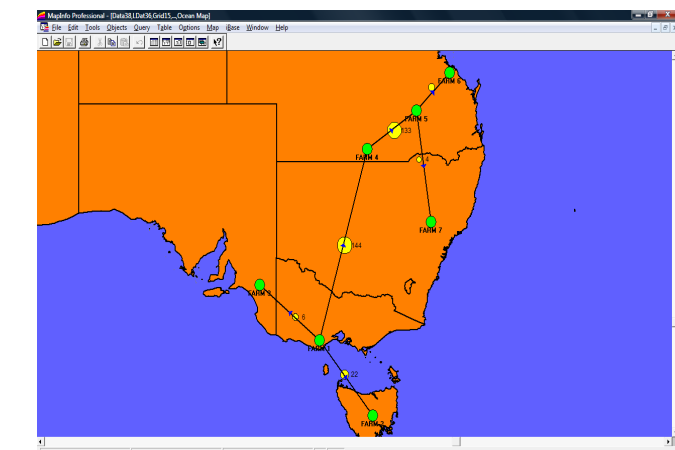 MapInfo Professional - [Data38,LDat36,Grid15,...,Ocean Map]
File Edit Tools Objects Query Table Options Map iBase Window Help
FARM 6
FARM 5
133
FARM 4
4
FARM 7
144
FARM 3
6
FARM 1
22
FARM 2